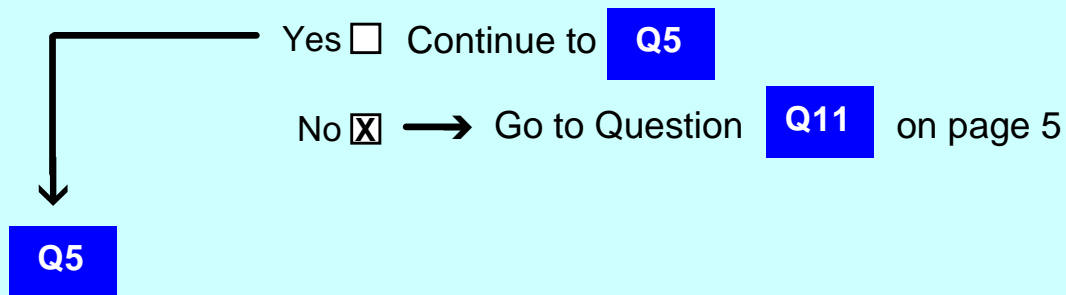 Yes ☐ Continue to Q5
No ☒ Go to Question Q11 on page 5
Q5